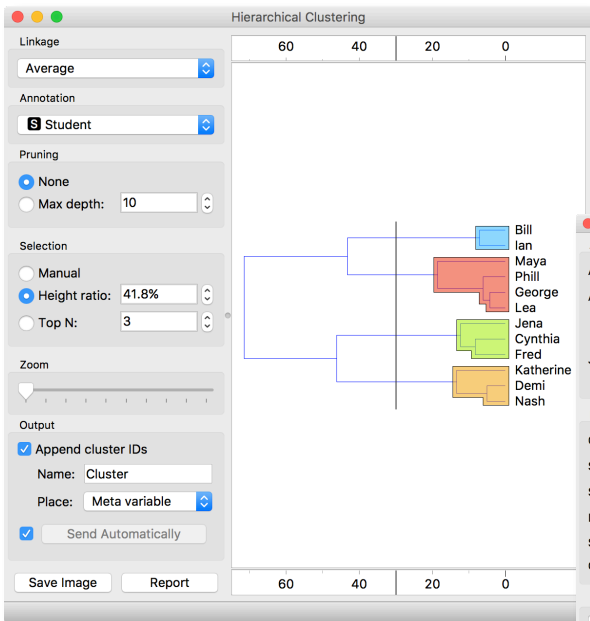 Hierarchical Clustering
Linkage
Average
Annotation
S Student
Pruning
None
Max depth: 10
Selection
Manual
Height ratio: 41.8%
Top N: 3
Zoom
Output
Append cluster IDs
Name: Cluster
Place: Meta variable
Send Automatically
Save Image Report
60 40 20 0
Bill
Ian
Maya
Phill
George
Lea
Jena
Cynthia
Fred
Katherine
Demi
Nash
60 40 20 0